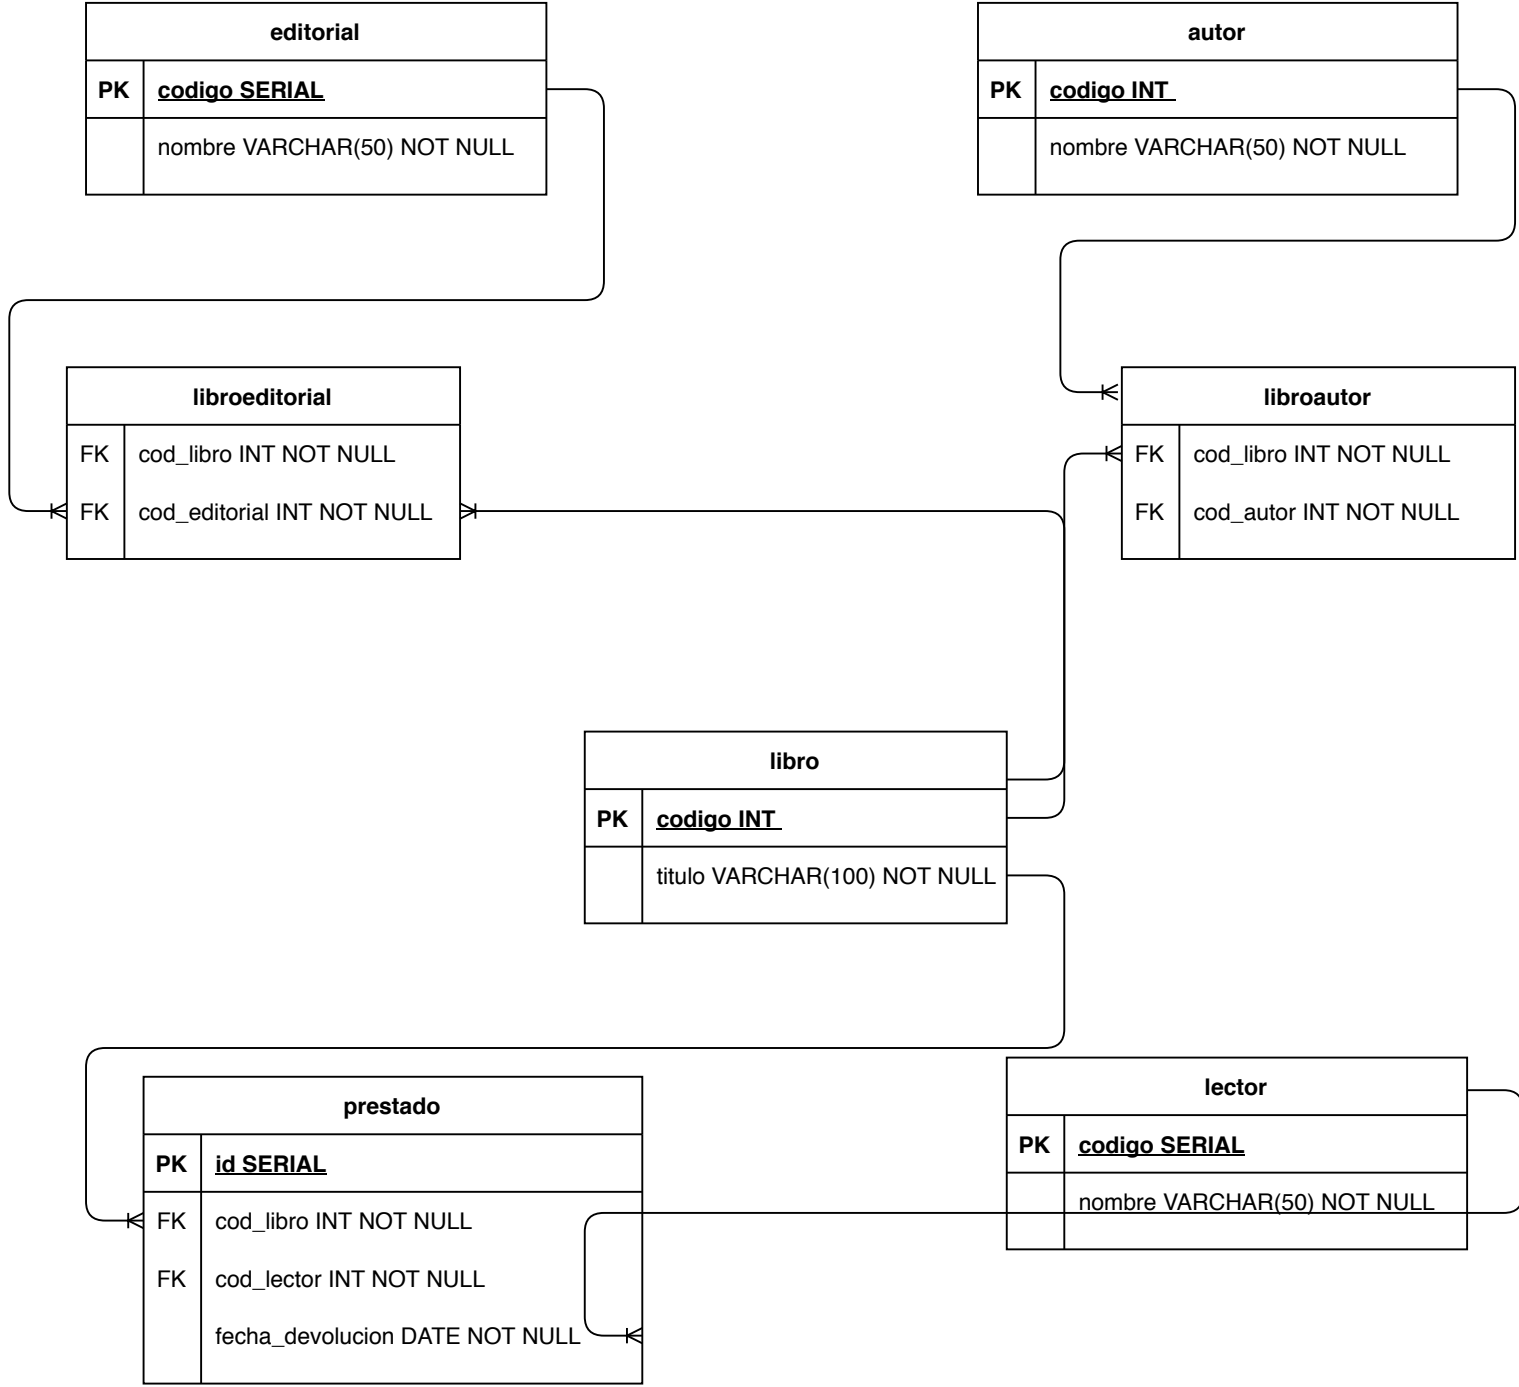 editorial
PK codigo SERIAL
nombre VARCHAR(50) NOT NULL
autor
PK codigo INT
nombre VARCHAR(50) NOT NULL
libroeditorial
FK cod_libro INT NOT NULL
FK cod_editorial INT NOT NULL
libroautor
FK cod_libro INT NOT NULL
FK cod_autor INT NOT NULL
libro
PK codigo INT
titulo VARCHAR(100) NOT NULL
prestado
PK id SERIAL
FK cod_libro INT NOT NULL
FK cod_lector INT NOT NULL
fecha_devolucion DATE NOT NULL
lector
PK codigo SERIAL
nombre VARCHAR(50) NOT NULL